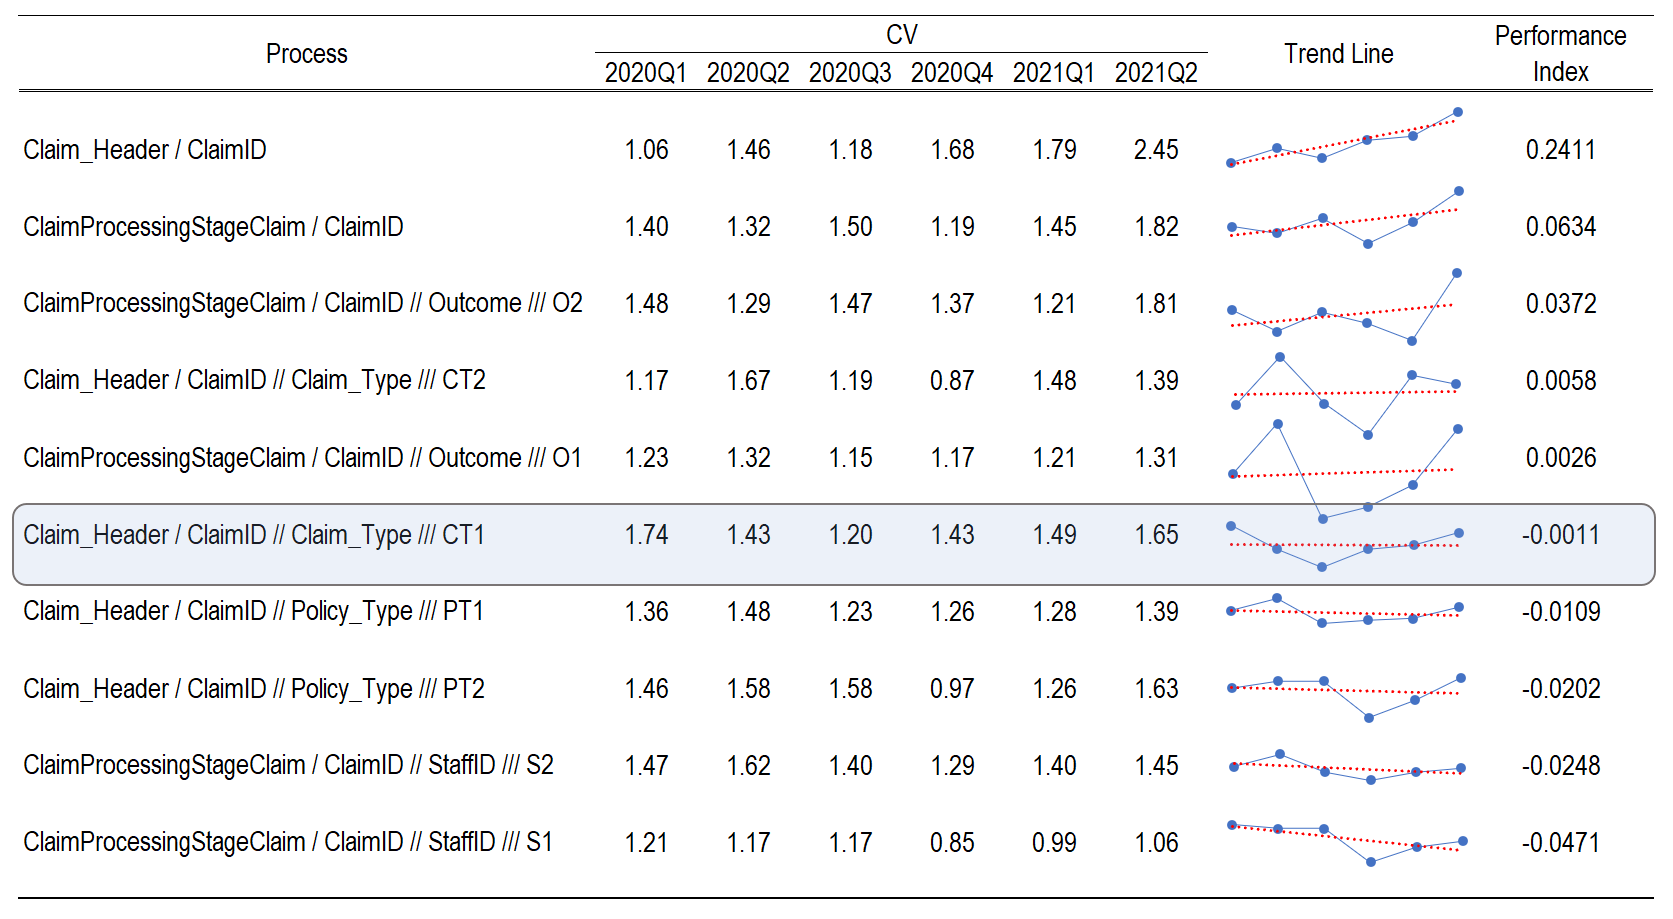 Process CV Trend Line Performance Index
2020Q1 2020Q2 2020Q3 2020Q4 2021Q1 2021Q2
Claim_Header / ClaimID 1.06 1.46 1.18 1.68 1.79 2.45 0.2411
ClaimProcessingStageClaim / ClaimID 1.40 1.32 1.50 1.19 1.45 1.82 0.0634
ClaimProcessingStageClaim / ClaimID // Outcome /// O2 1.48 1.29 1.47 1.37 1.21 1.81 0.0372
Claim_Header / ClaimID // Claim_Type /// CT2 1.17 1.67 1.19 0.87 1.48 1.39 0.0058
ClaimProcessingStageClaim / ClaimID // Outcome /// O1 1.23 1.32 1.15 1.17 1.21 1.31 0.0026
Claim_Header / ClaimID // Claim_Type /// CT1 1.74 1.43 1.20 1.43 1.49 1.65 -0.0011
Claim_Header / ClaimID // Policy_Type /// PT1 1.36 1.48 1.23 1.26 1.28 1.39 -0.0109
Claim_Header / ClaimID // Policy_Type /// PT2 1.46 1.58 1.58 0.97 1.26 1.63 -0.0202
ClaimProcessingStageClaim / ClaimID // StaffID /// S2 1.47 1.62 1.40 1.29 1.40 1.45 -0.0248
ClaimProcessingStageClaim / ClaimID // StaffID /// S1 1.21 1.17 1.17 0.85 0.99 1.06 -0.0471